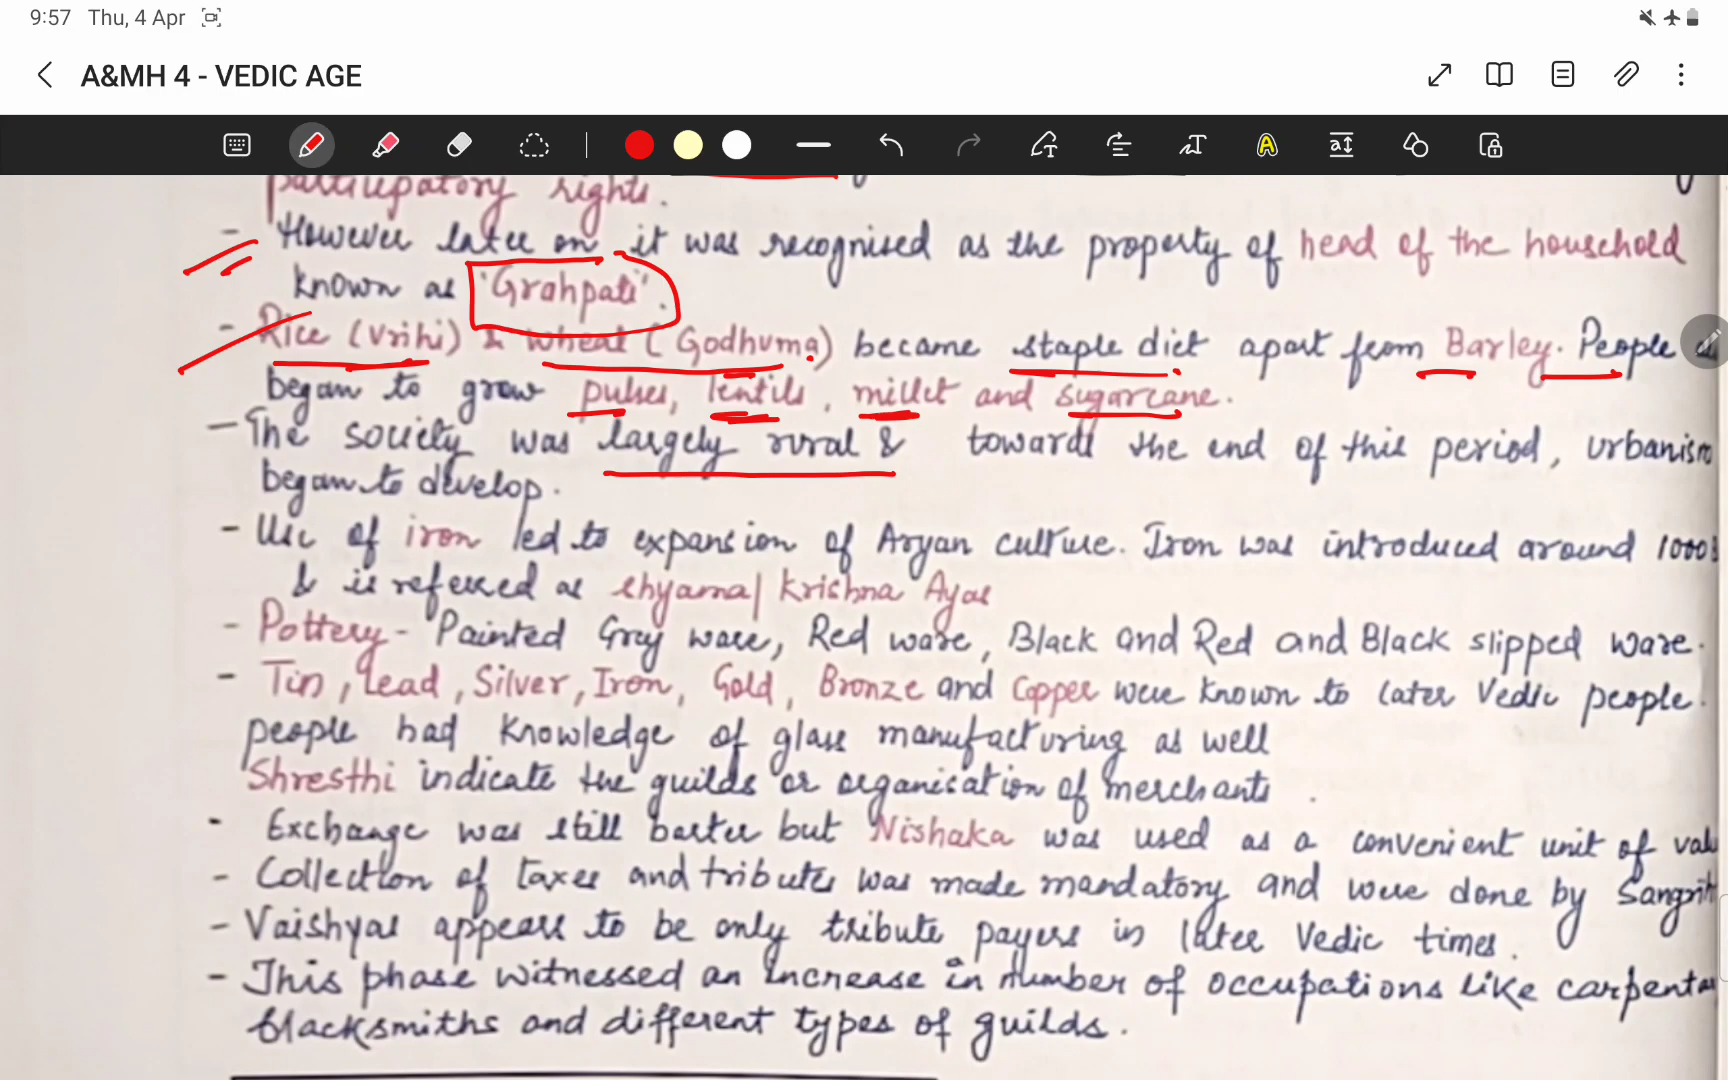 9:57 Thu, 4 Apr
A&MH 4 - VEDIC AGE
participatory rights.
- However later on it was recognised as the property of head of the household
known as 'Grahpati'.
- Rice (Vrihi) & wheat (Godhuma) became staple diet apart from Barley. People
began to grow pulses, lentils, millet and sugarcane.
- The society was largely rural & towards the end of this period, urbanism
began to develop.
- Use of iron led to expansion of Aryan culture. Iron was introduced around 1000
& is referred as shyama/ Krishna Ayas
- Pottery - Painted Grey ware, Red ware, Black and Red and Black slipped ware.
- Tin, Lead, Silver, Iron, Gold, Bronze and Copper were known to later Vedic people.
people had knowledge of glass manufacturing as well
Shresthi indicate the guilds or organisation of merchants.
- Exchange was still barter but Nishaka was used as a convenient unit of valu
- Collection of taxes and tributes was made mandatory and were done by Sangrih
- Vaishyas appears to be only tribute payers in later Vedic times.
- This phase witnessed an increase in number of occupations like carpenta
blacksmiths and different types of guilds.